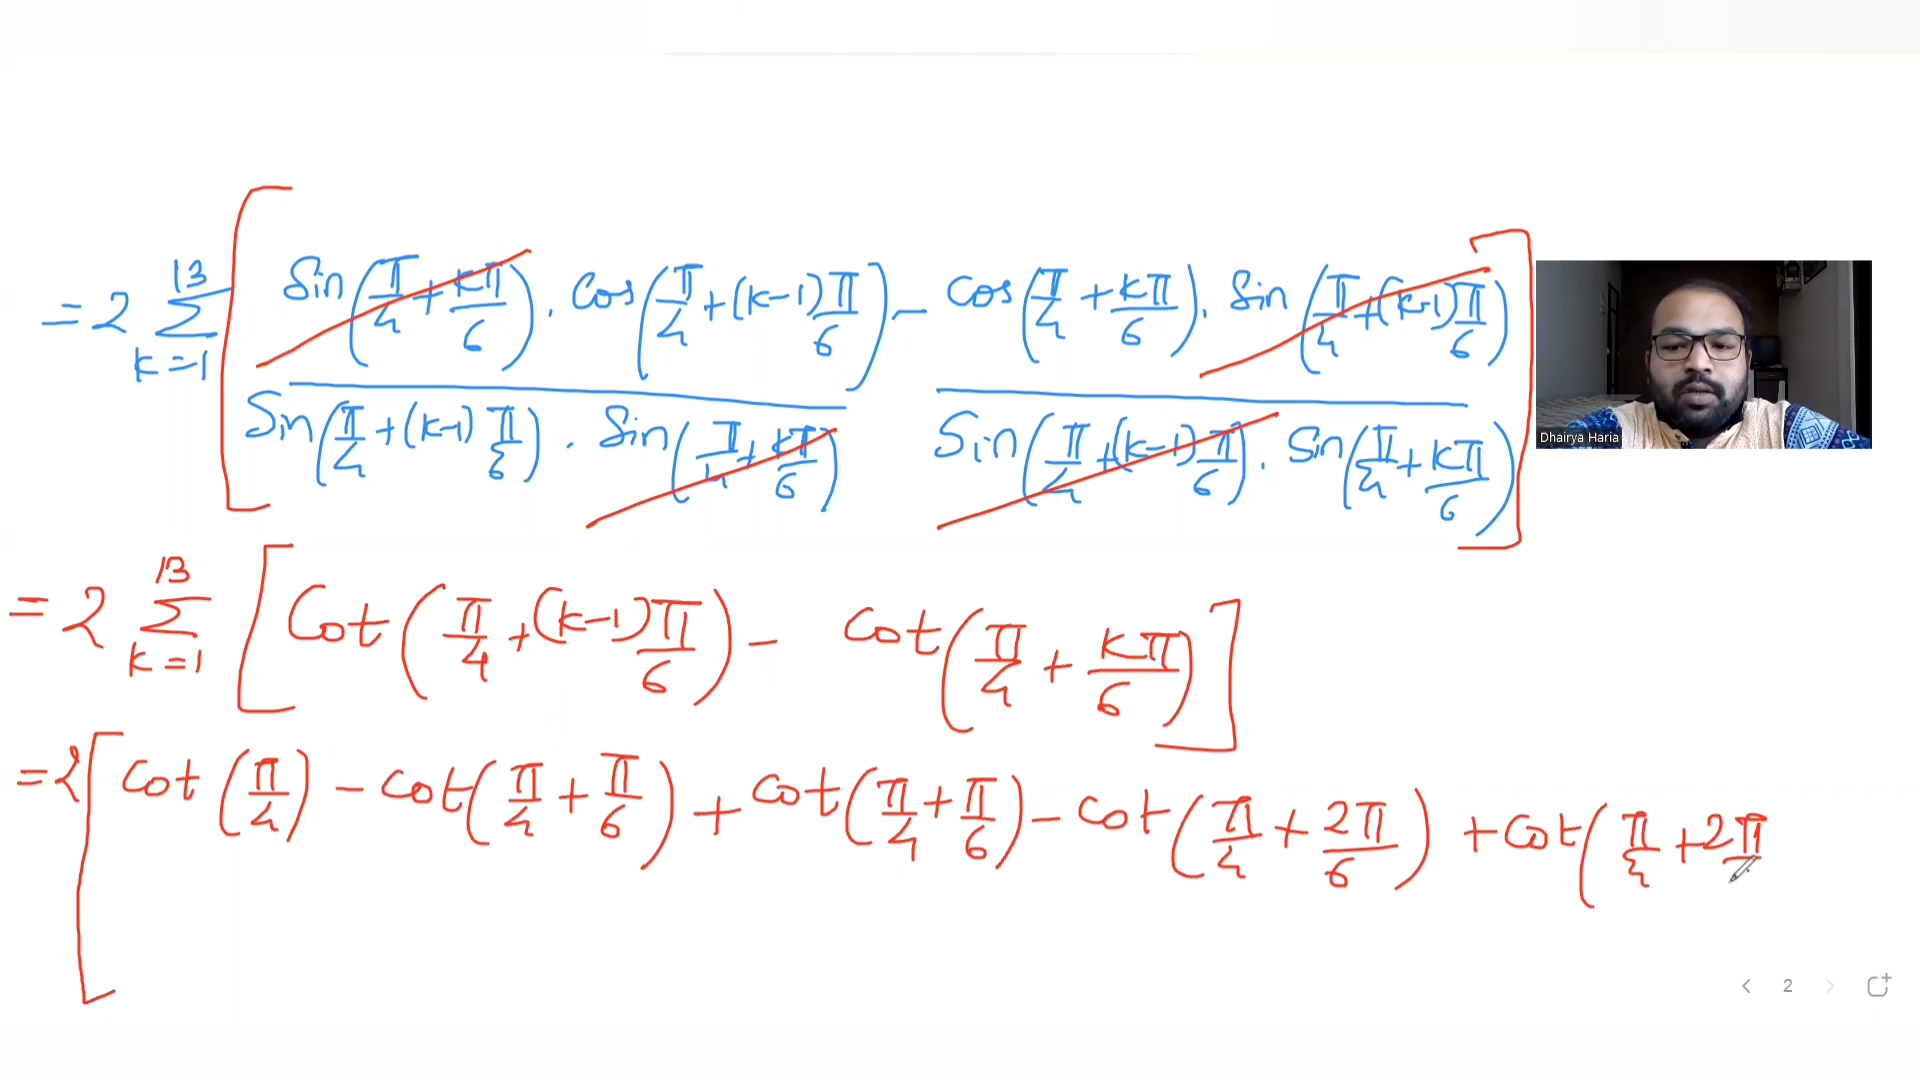 = 2 13 Σ k=1 [ Sin(π/4 + kπ/6) . Cos(π/4 + (k-1)π/6) - Cos(π/4 + kπ/6) . Sin(π/4 + (k-1)π/6) ]
Sin(π/4 + (k-1)π/6) . Sin(π/4 + kπ/6) Sin(π/4 + (k-1)π/6) . Sin(π/4 + kπ/6)
Dhairya Haria
= 2 13 Σ k=1 [ Cot(π/4 + (k-1)π/6) - Cot(π/4 + kπ/6) ]
= 2 [ Cot(π/4) - Cot(π/4 + π/6) + Cot(π/4 + π/6) - Cot(π/4 + 2π/6) + Cot(π/4 + 2π
2